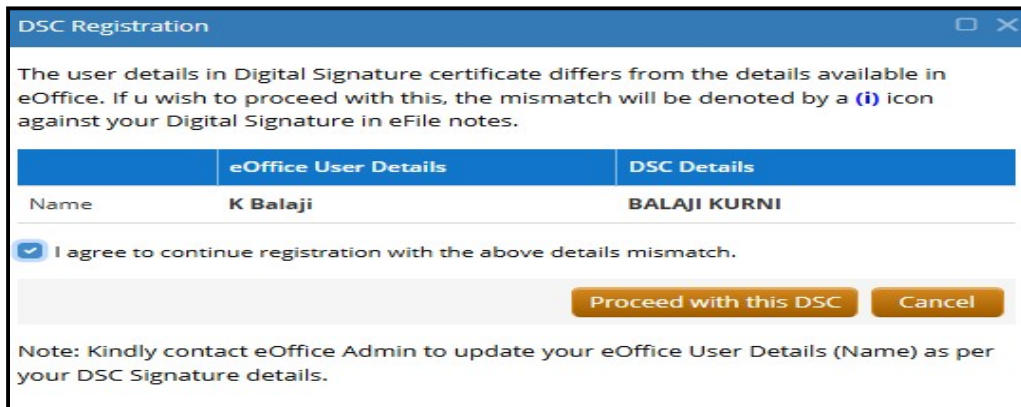 DSC Registration
The user details in Digital Signature certificate differs from the details available in
eOffice. If u wish to proceed with this, the mismatch will be denoted by a (i) icon
against your Digital Signature in eFile notes.
eOffice User Details DSC Details
Name K Balaji BALAJI KURNI
I agree to continue registration with the above details mismatch.
Proceed with this DSC Cancel
Note: Kindly contact eOffice Admin to update your eOffice User Details (Name) as per
your DSC Signature details.